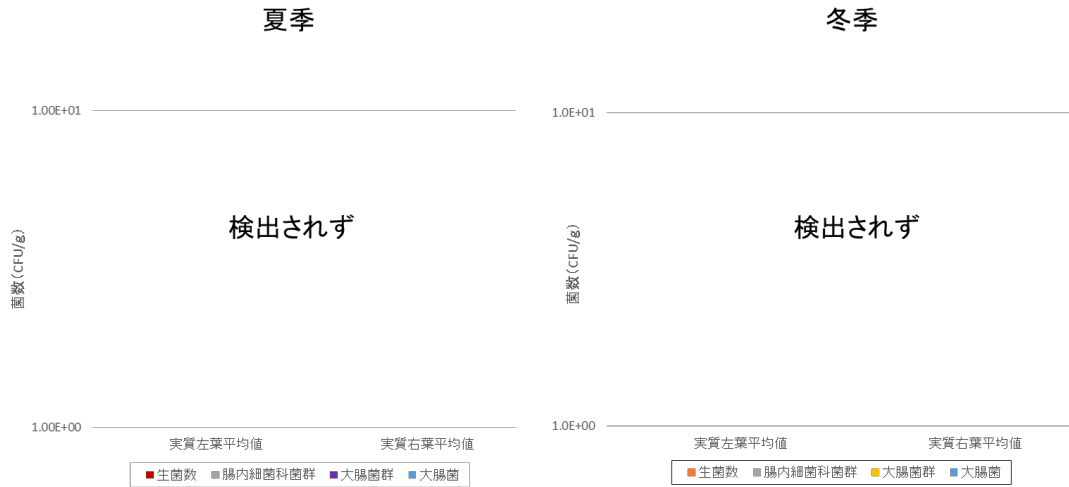 夏季
1.00E+01
検出されず
菌数(CFU/g)
1.00E+00
実質左葉平均値 実質右葉平均値
■生菌数 ■腸内細菌科菌群 ■大腸菌群 ■大腸菌
冬季
1.0E+01
検出されず
菌数(CFU/g)
1.0E+00
実質左葉平均値 実質右葉平均値
■生菌数 ■腸内細菌科菌群 ■大腸菌群 ■大腸菌